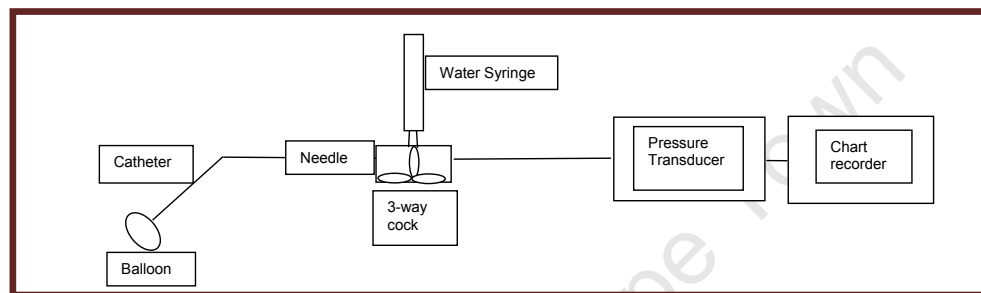 Water Syringe
Catheter
Needle
Pressure
Transducer
Chart
recorder
3-way
cock
Balloon